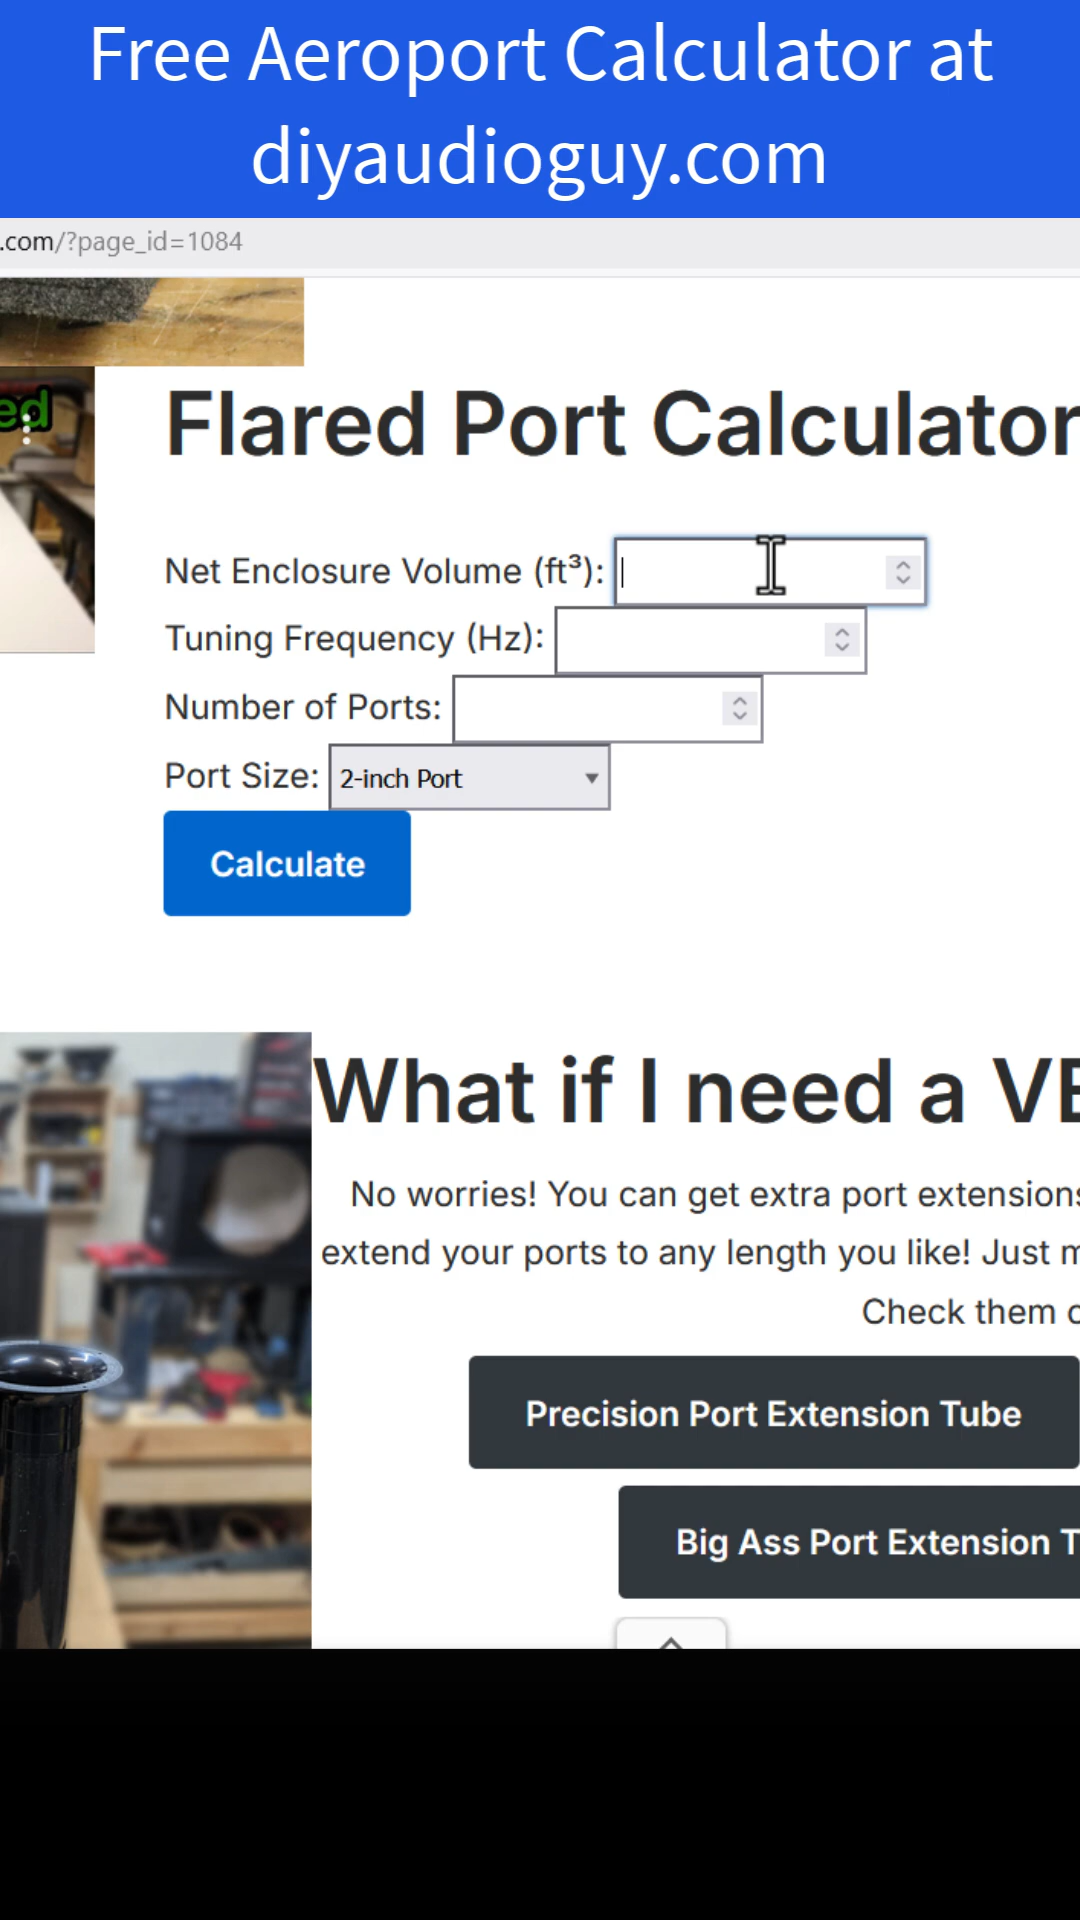 Free Aeroport Calculator at
diyaudioguy.com
.com/?page_id=1084
ed
Flared Port Calculator
Net Enclosure Volume (ft³):
Tuning Frequency (Hz):
Number of Ports:
Port Size: 2-inch Port
Calculate
What if I need a VE
No worries! You can get extra port extensions
extend your ports to any length you like! Just m
Check them o
Precision Port Extension Tube
Big Ass Port Extension T